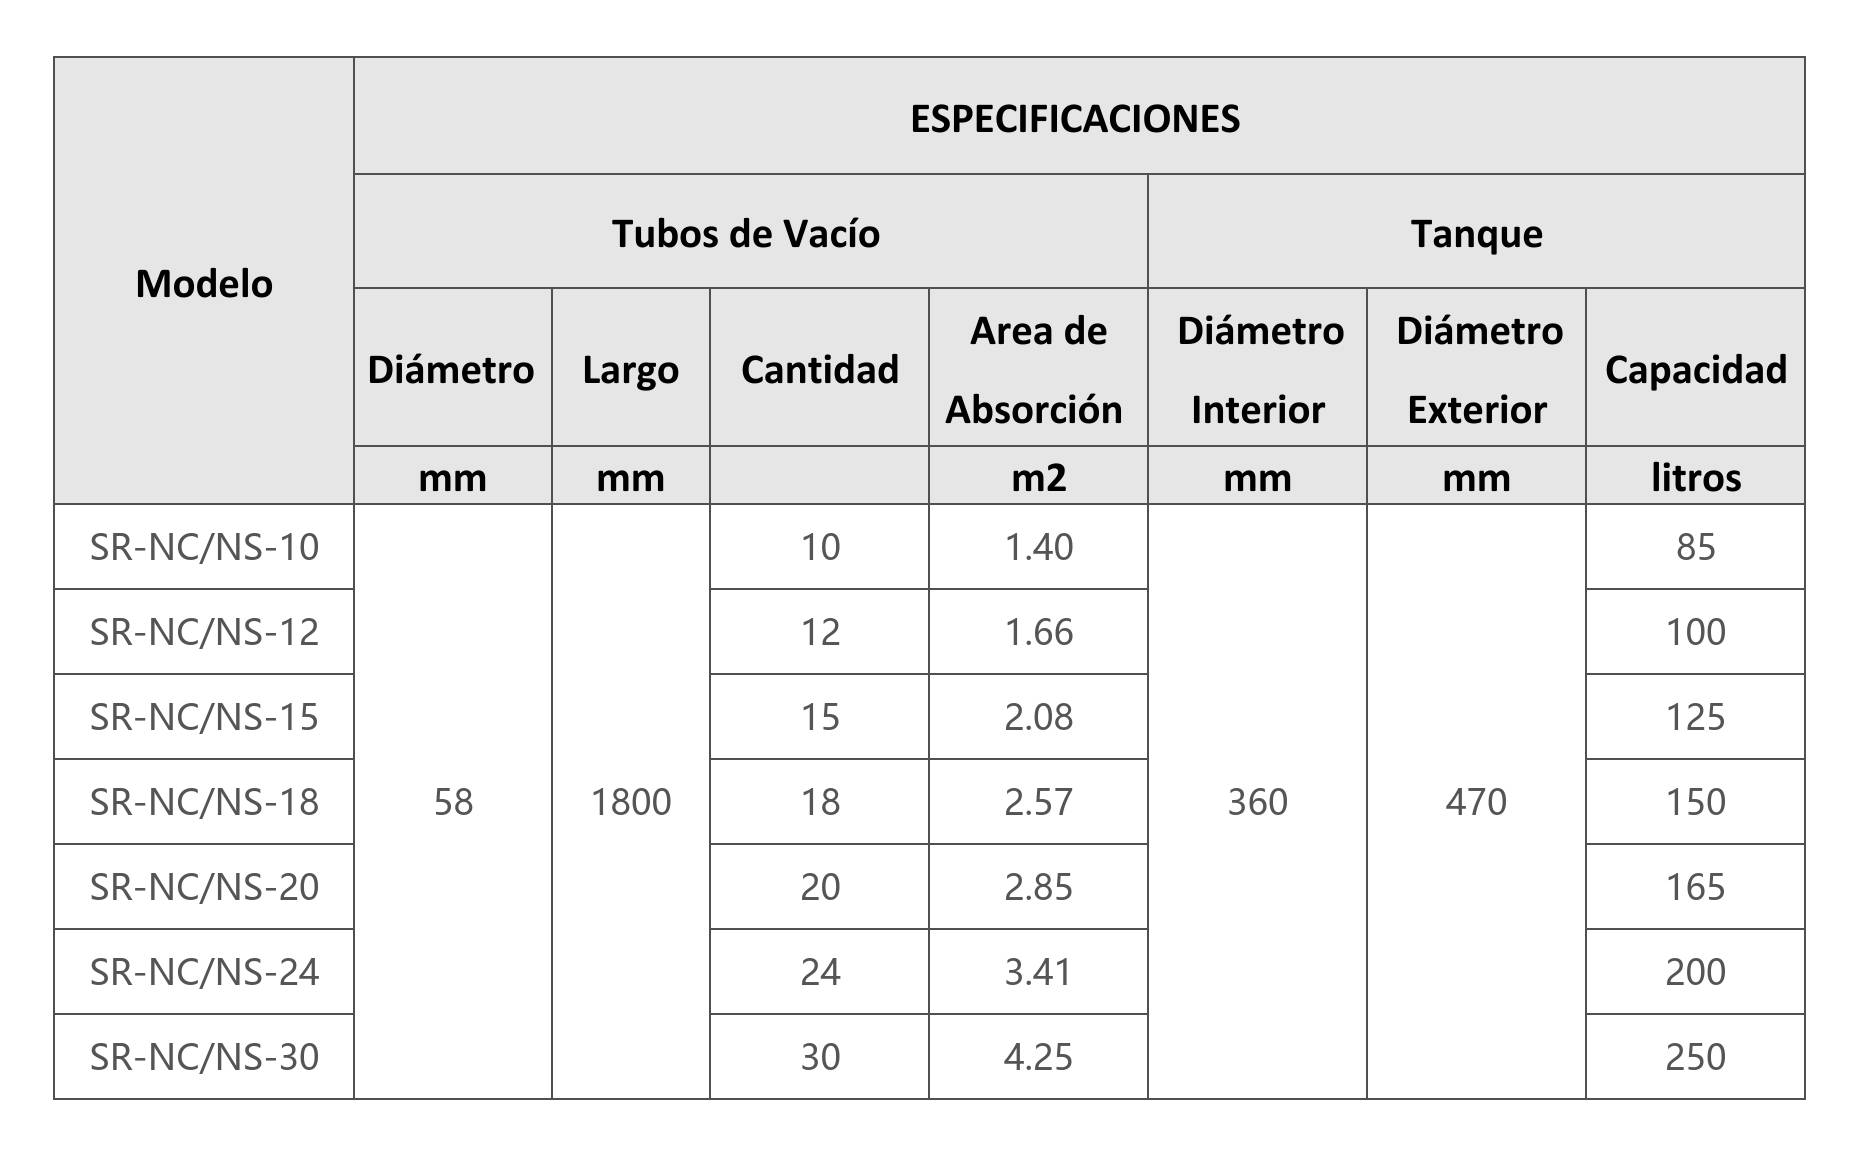 ESPECIFICACIONES
Modelo
Tubos de Vacío
Tanque
Diámetro
Largo
Cantidad
Area de
Absorción
Diámetro
Interior
Diámetro
Exterior
Capacidad
mm
mm
m2
mm
mm
litros
SR-NC/NS-10
10
1.40
85
SR-NC/NS-12
12
1.66
100
SR-NC/NS-15
15
2.08
125
SR-NC/NS-18
58
1800
18
2.57
360
470
150
SR-NC/NS-20
20
2.85
165
SR-NC/NS-24
24
3.41
200
SR-NC/NS-30
30
4.25
250